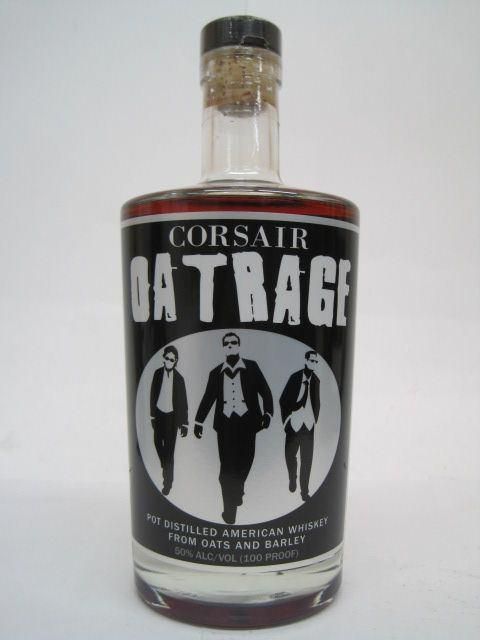 CORSAIR
OATRAGE
POT DISTILLED AMERICAN WHISKEY
FROM OATS AND BARLEY
50% ALC/VOL (100 PROOF)